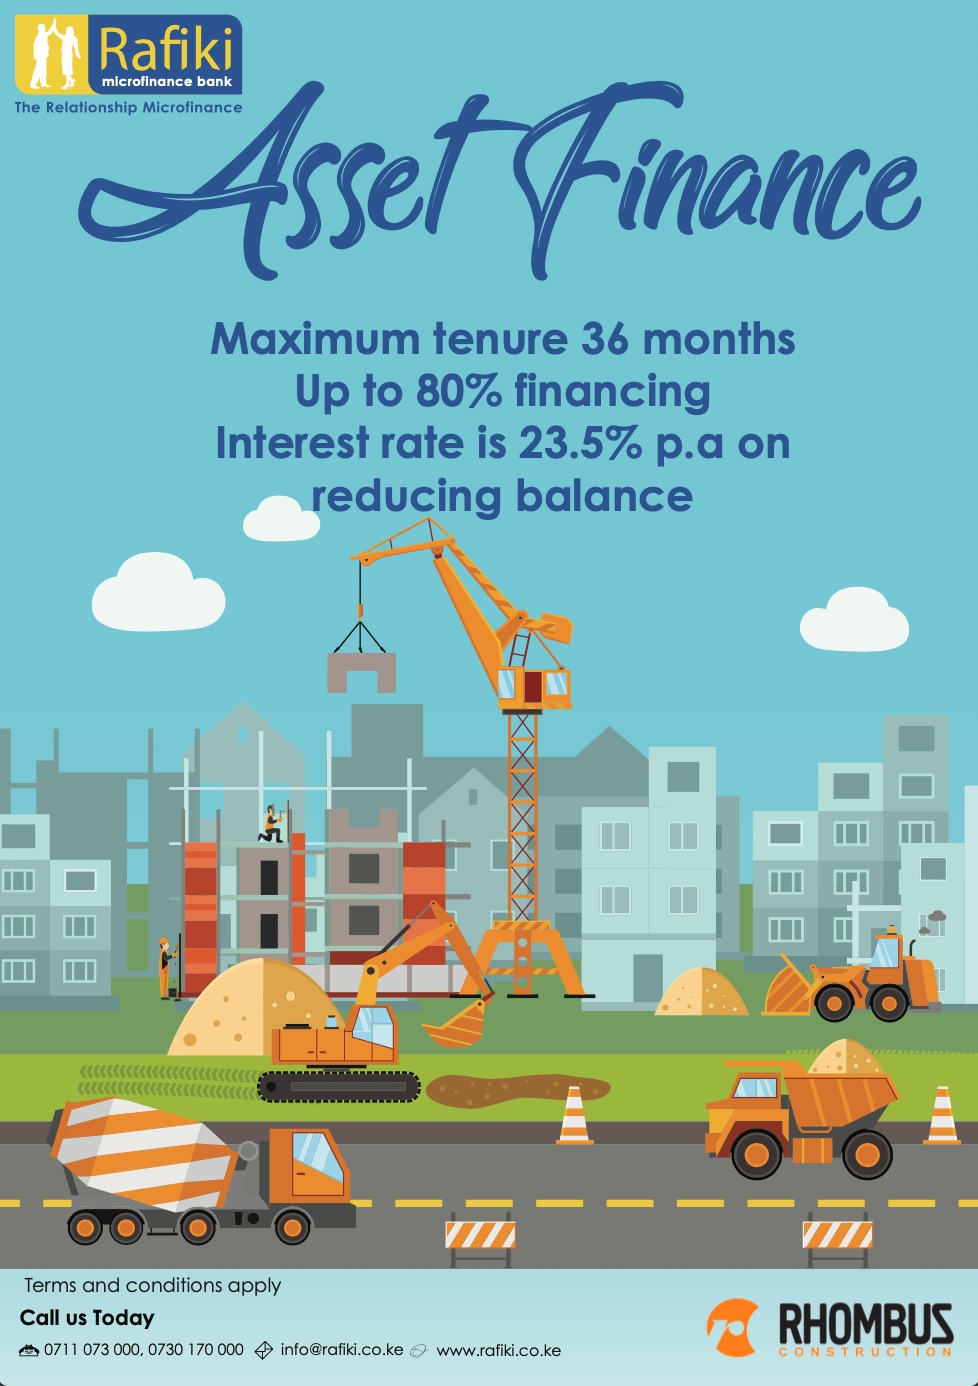 Rafiki
microfinance bank
The Relationship Microfinance
Asset Finance
Maximum tenure 36 months
Up to 80% financing
Interest rate is 23.5% p.a on
reducing balance
Terms and conditions apply
Call us Today
0711 073 000, 0730 170 000 info@rafiki.co.ke www.rafiki.co.ke
RHOMBUS
CONSTRUCTION